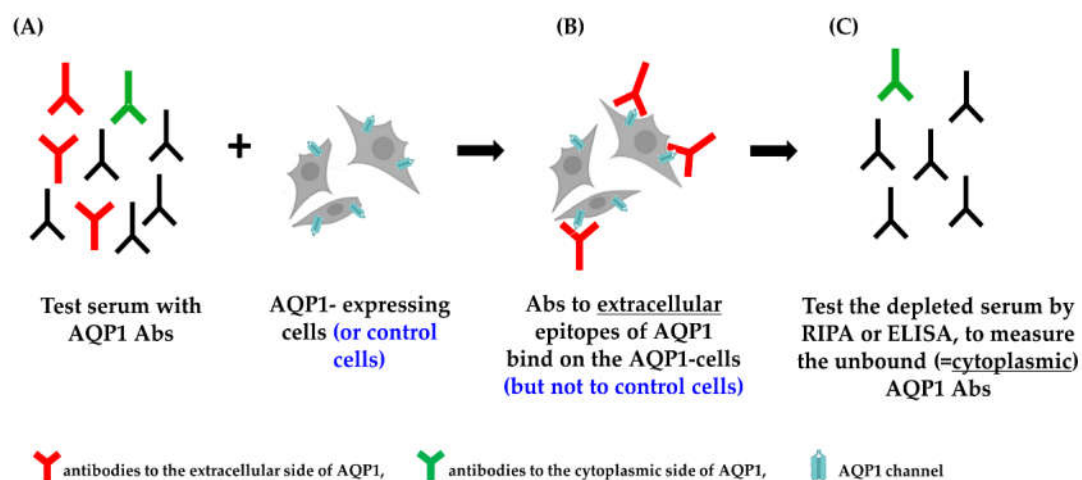 (A)
(B)
(C)
+
Test serum with
AQP1 Abs
AQP1- expressing
cells (or control
cells)
Abs to extracellular
epitopes of AQP1
bind on the AQP1-cells
(but not to control cells)
Test the depleted serum by
RIPA or ELISA, to measure
the unbound (=cytoplasmic)
AQP1 Abs
antibodies to the extracellular side of AQP1,
antibodies to the cytoplasmic side of AQP1,
AQP1 channel